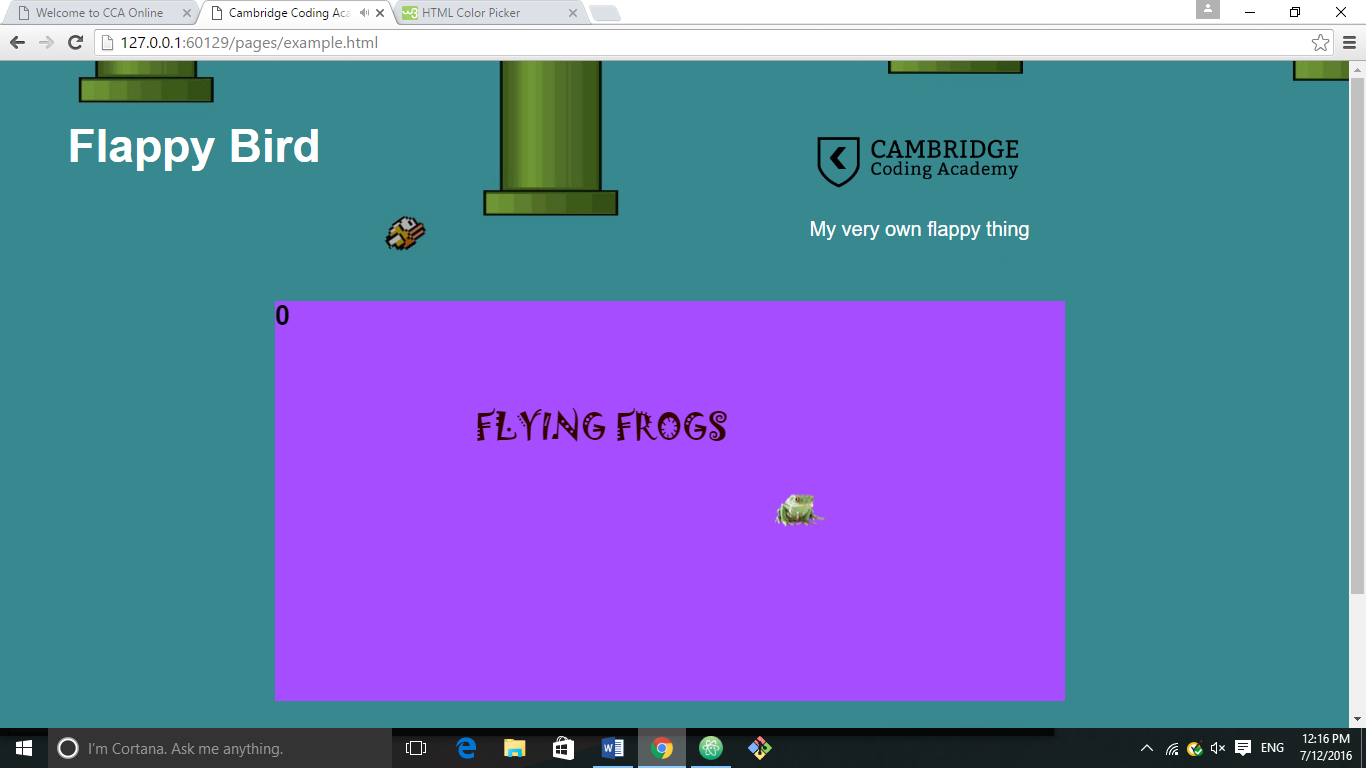 Welcome to CCA Online
Cambridge Coding Aca
HTML Color Picker
127.0.0.1:60129/pages/example.html
Flappy Bird
CAMBRIDGE
Coding Academy
My very own flappy thing
0
FLYING FROGS
I'm Cortana. Ask me anything.
ENG
12:16 PM
7/12/2016